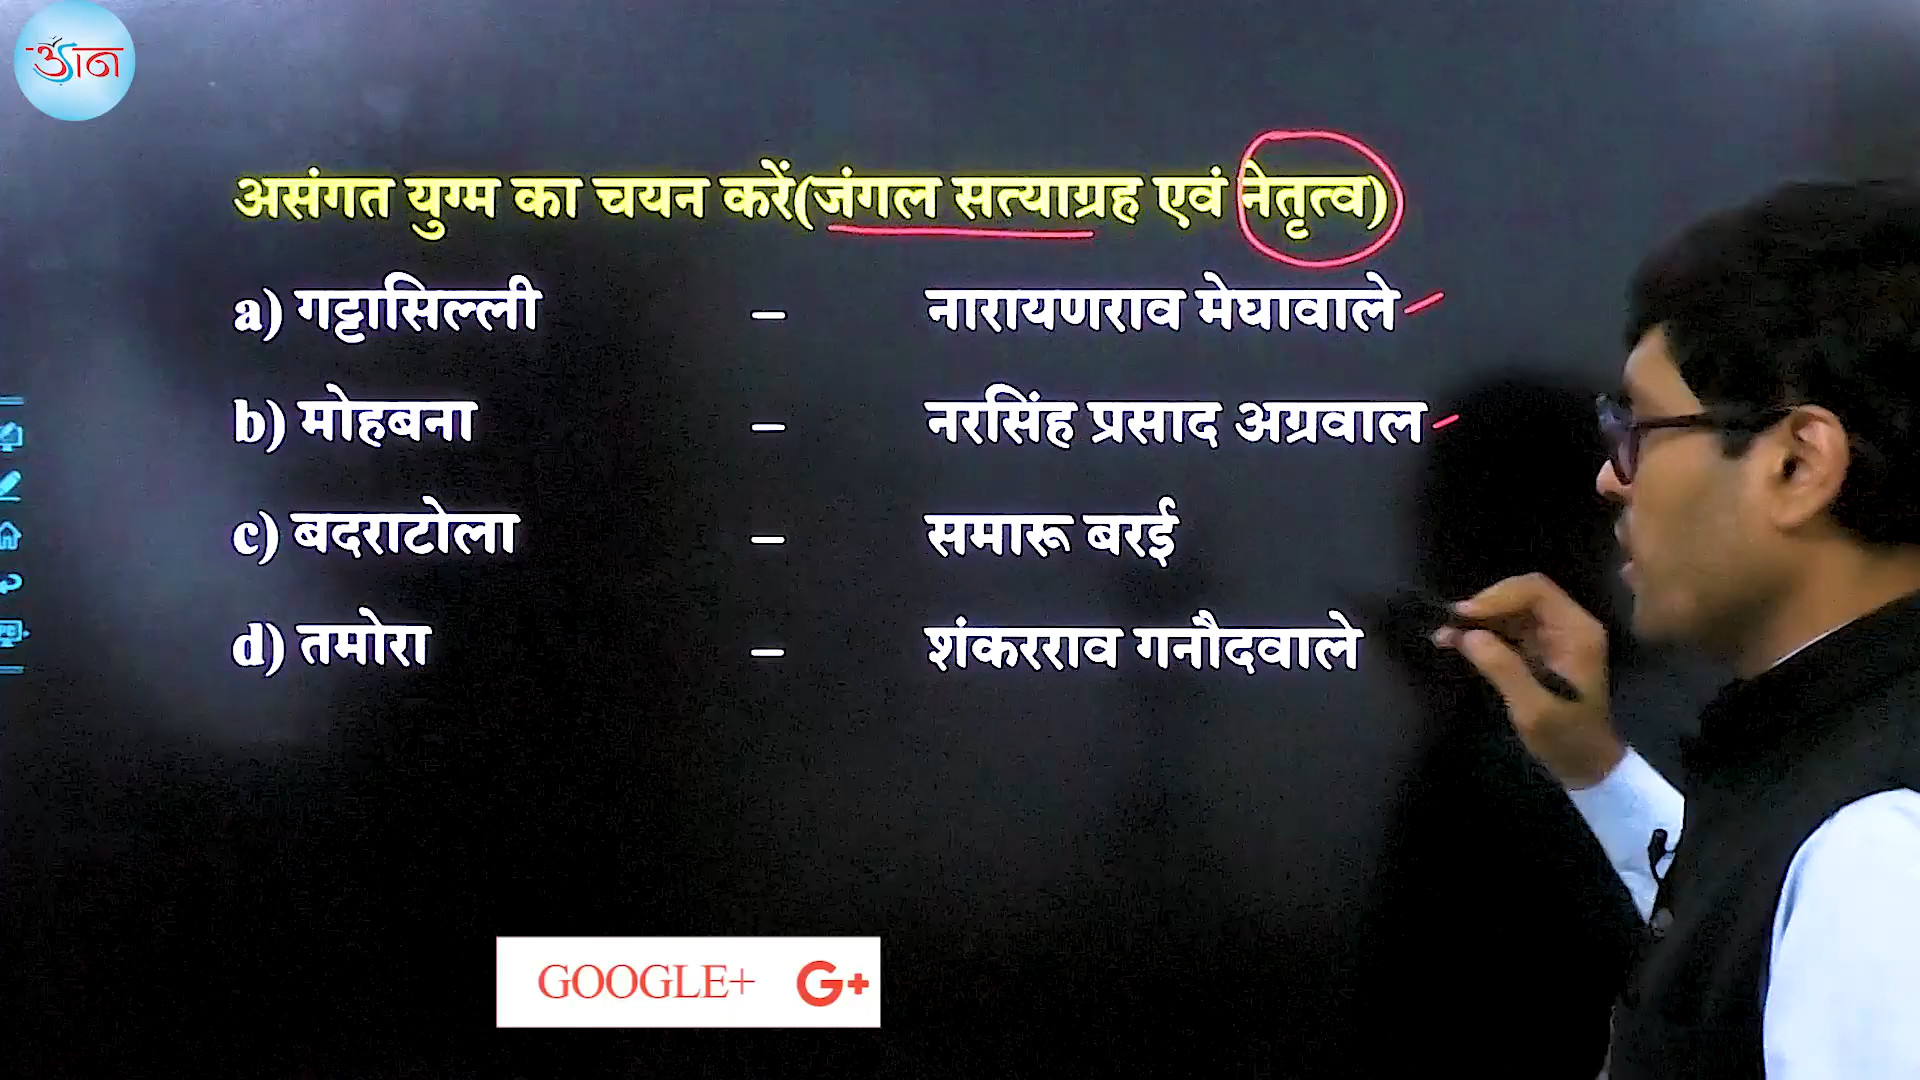 ज्ञान
असंगत युग्म का चयन करें(जंगल सत्याग्रह एवं नेतृत्व)
a) गट्टासिल्ली – नारायणराव मेघावाले
b) मोहबना – नरसिंह प्रसाद अग्रवाल
c) बदराटोला – समारू बरई
d) तमोरा – शंकरराव गनौदवाले
GOOGLE+ G+